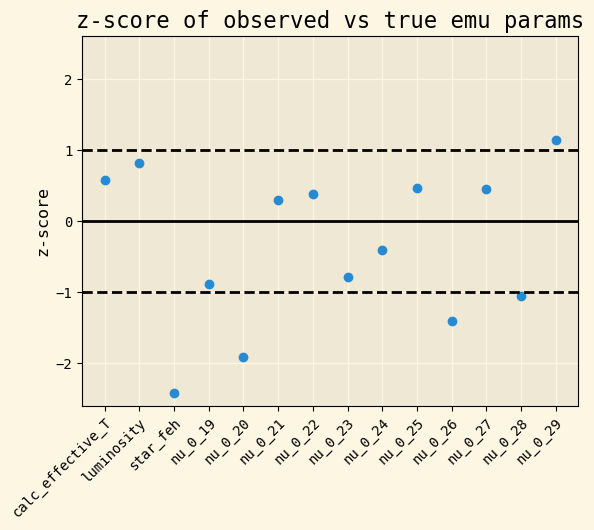 z-score of observed vs true emu params
z-score
2
1
0
−1
−2
calc_effective_T
luminosity
star_feh
nu_0_19
nu_0_20
nu_0_21
nu_0_22
nu_0_23
nu_0_24
nu_0_25
nu_0_26
nu_0_27
nu_0_28
nu_0_29